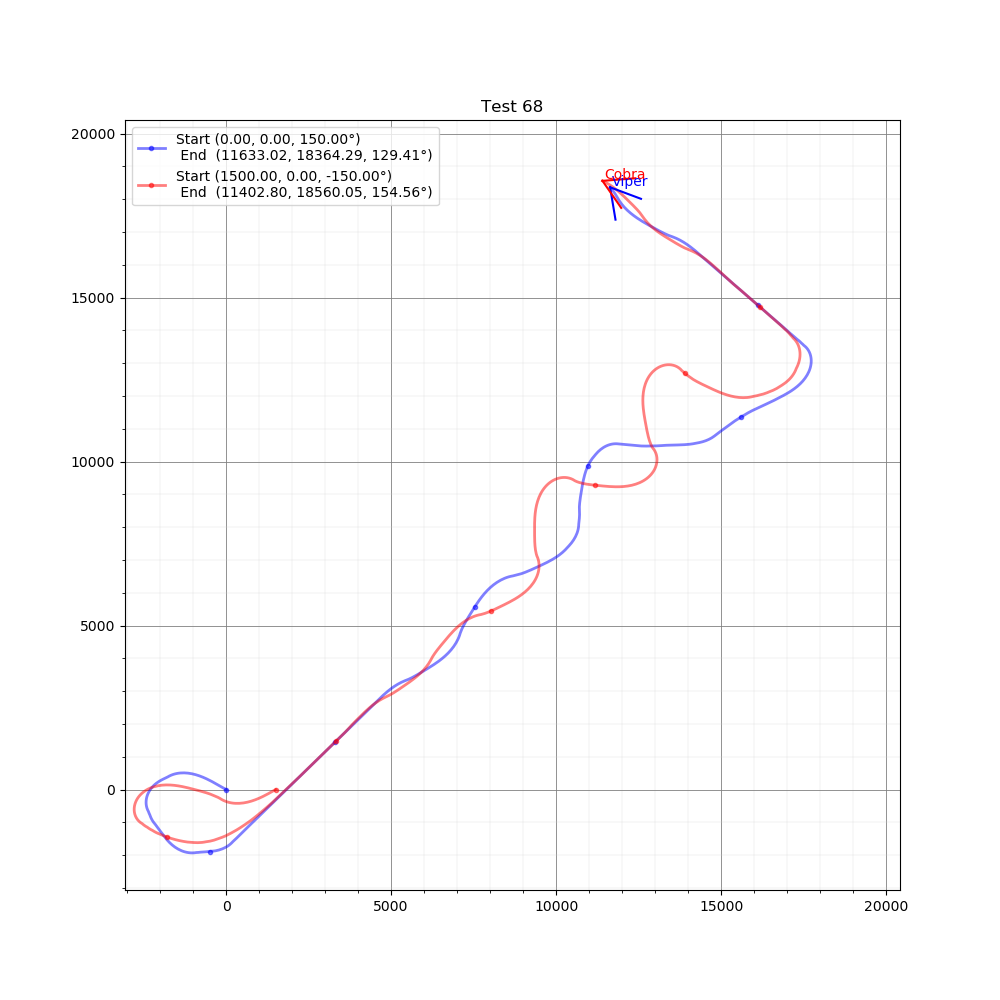 Test 68
Start (0.00, 0.00, 150.00°)
End (11633.02, 18364.29, 129.41°)
Start (1500.00, 0.00, -150.00°)
End (11402.80, 18560.05, 154.56°)
Cobra
Viper
20000
15000
10000
5000
0
0
5000
10000
15000
20000